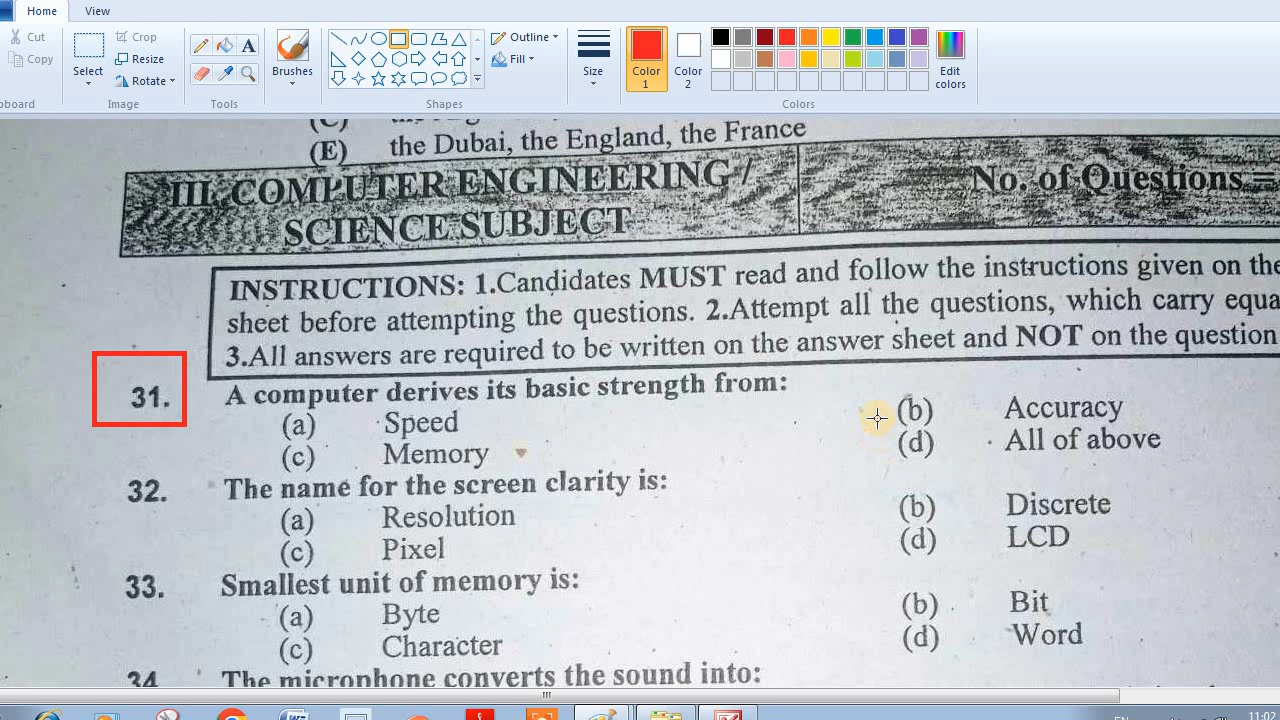 Home View
Cut
Copy
Select
Crop
Resize
Rotate
A
Brushes
Outline
Fill
Size
Color 1
Color 2
Edit colors
Image
Tools
Shapes
Colors
(E) the Dubai, the England, the France
III. COMPUTER ENGINEERING / No. of Questions =
SCIENCE SUBJECT
INSTRUCTIONS: 1.Candidates MUST read and follow the instructions given on the
sheet before attempting the questions. 2.Attempt all the questions, which carry equa
3.All answers are required to be written on the answer sheet and NOT on the question
31. A computer derives its basic strength from:
(a) Speed (b) Accuracy
(c) Memory (d) All of above
32. The name for the screen clarity is:
(a) Resolution (b) Discrete
(c) Pixel (d) LCD
33. Smallest unit of memory is:
(a) Byte (b) Bit
(c) Character (d) Word
34 The microphone converts the sound into:
11:02